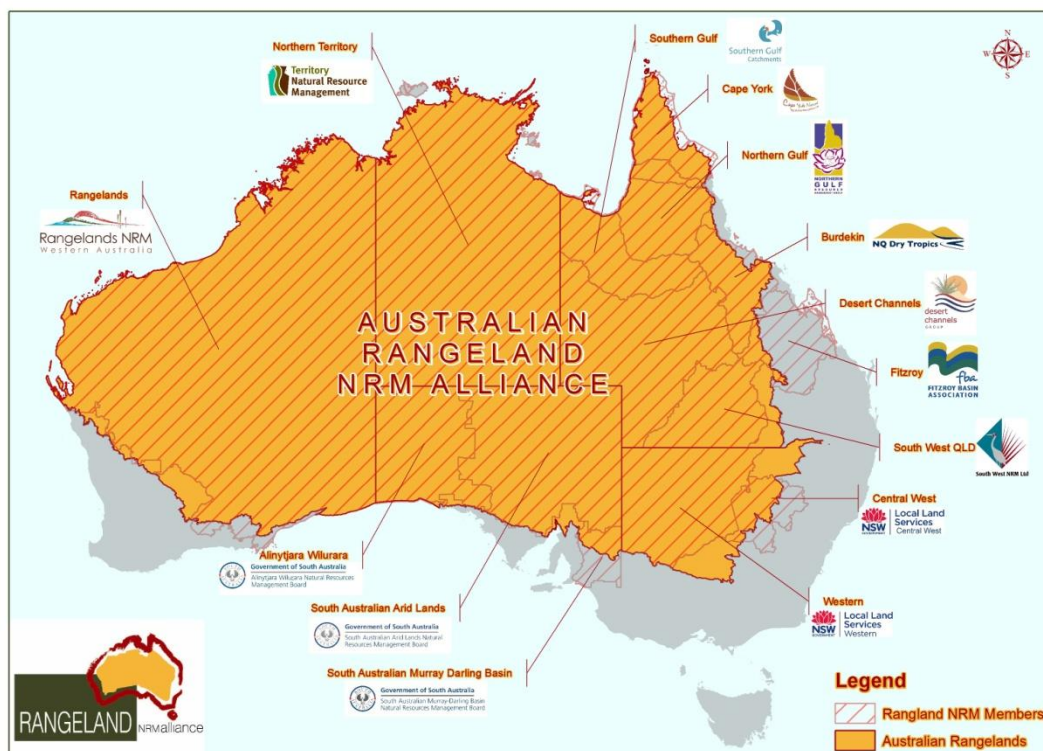 Northern Territory
Territory
Natural Resource
Management
Southern Gulf
Southern Gulf
Catchments
N
W E
S
Cape York
Northern Gulf
NORTHERN
GULF
Rangelands
Rangelands NRM
Western Australia
Burdekin
NQ Dry Tropics
Desert Channels
desert
channels
GROUP
AUSTRALIAN
RANGELAND
NRM ALLIANCE
Fitzroy
fba
FITZROY BASIN
ASSOCIATION
South West QLD
South West NRM Ltd
Central West
NSW
GOVERNMENT
Local Land
Services
Central West
Alinytjara Wilurara
Government of South Australia
Alinytjara Wilurara Natural Resources
Management Board
South Australian Arid Lands
Government of South Australia
South Australian Arid Lands Natural
Resources Management Board
Western
NSW
GOVERNMENT
Local Land
Services
Western
South Australian Murray Darling Basin
Government of South Australia
South Australian Murray-Darling Basin
Natural Resources Management Board
RANGELAND NRMalliance
Legend
Rangland NRM Members
Australian Rangelands